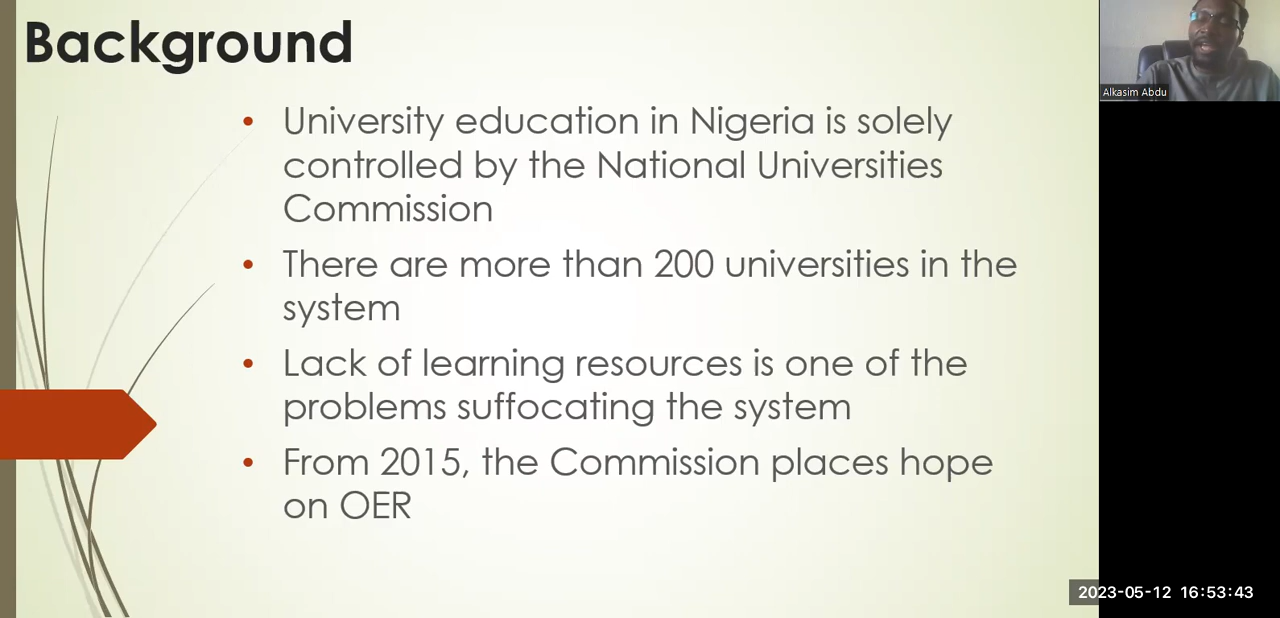 Background
• University education in Nigeria is solely
controlled by the National Universities
Commission
• There are more than 200 universities in the
system
• Lack of learning resources is one of the
problems suffocating the system
• From 2015, the Commission places hope
on OER
Alkasim Abdu
2023-05-12 16:53:43